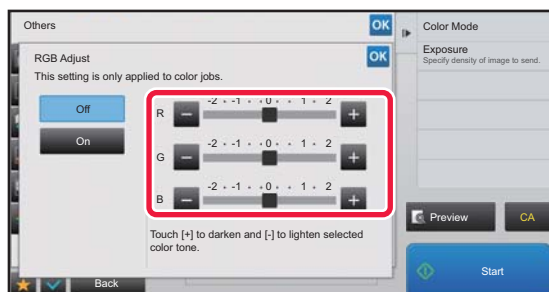 Others
OK
Color Mode
Exposure
Specify density of image to send.
RGB Adjust
OK
This setting is only applied to color jobs.
Off
On
R
-2 • -1 • • 0 • • 1 • 2
− +
G
-2 • -1 • • 0 • • 1 • 2
− +
B
-2 • -1 • • 0 • • 1 • 2
− +
Touch [+] to darken and [-] to lighten selected
color tone.
Preview
CA
Start
Back